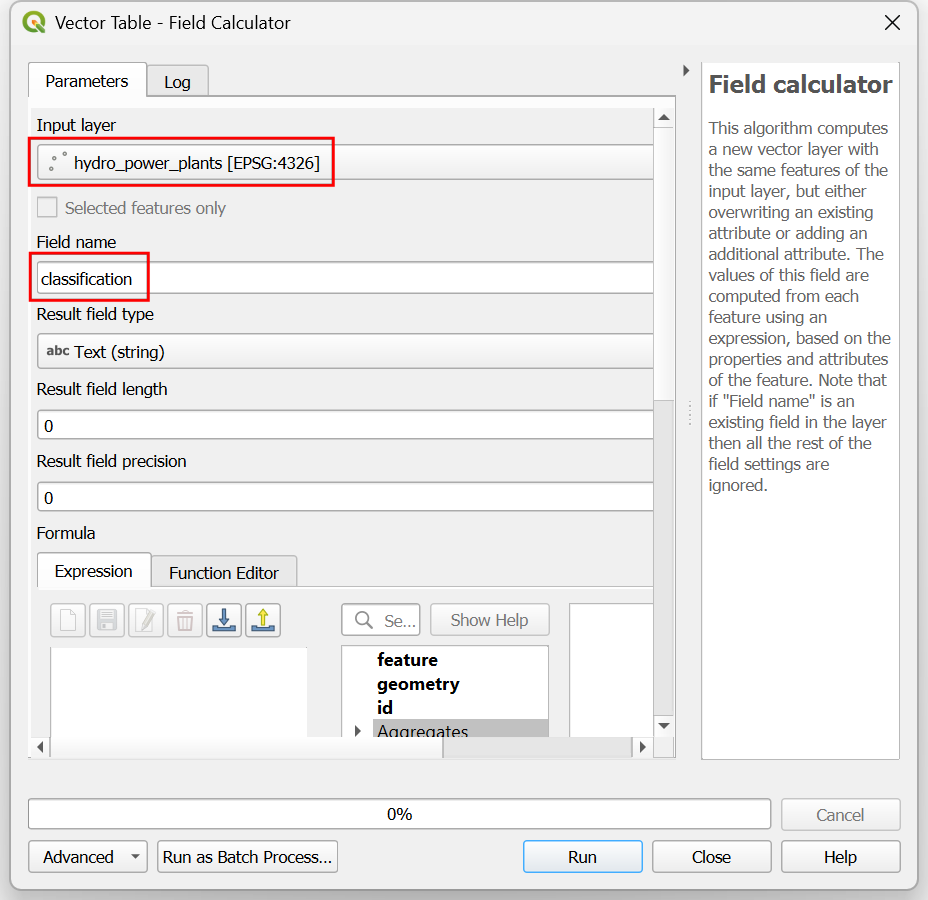 Vector Table - Field Calculator
Parameters
Log
Input layer
hydro_power_plants [EPSG:4326]
Selected features only
Field name
classification
Result field type
abc Text (string)
Result field length
0
Result field precision
0
Formula
Expression
Function Editor
Se...
Show Help
feature
geometry
id
Aggregates
Field calculator
This algorithm computes
a new vector layer with
the same features of the
input layer, but either
overwriting an existing
attribute or adding an
additional attribute. The
values of this field are
computed from each
feature using an
expression, based on the
properties and attributes
of the feature. Note that
if "Field name" is an
existing field in the layer
then all the rest of the
field settings are
ignored.
0%
Cancel
Advanced
Run as Batch Process...
Run
Close
Help